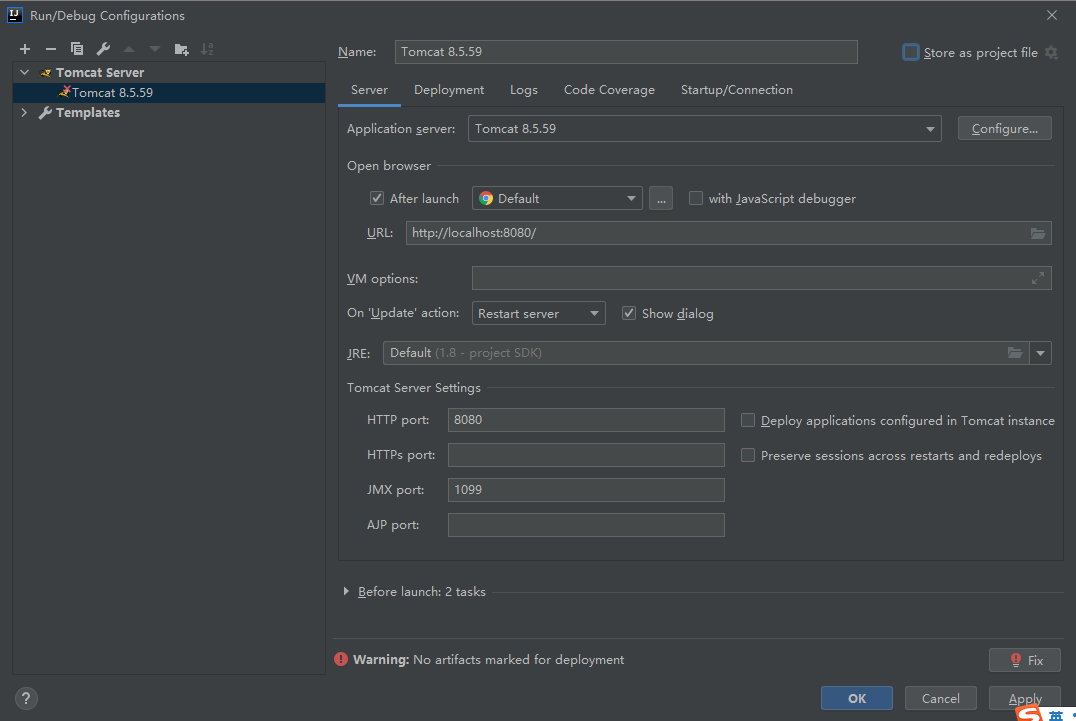 Run/Debug Configurations
Name: Tomcat 8.5.59
Store as project file
Tomcat Server
Tomcat 8.5.59
Templates
Server Deployment Logs Code Coverage Startup/Connection
Application server: Tomcat 8.5.59 Configure...
Open browser
After launch Default ... with JavaScript debugger
URL: http://localhost:8080/
VM options:
On 'Update' action: Restart server Show dialog
JRE: Default (1.8 - project SDK)
Tomcat Server Settings
HTTP port: 8080 Deploy applications configured in Tomcat instance
HTTPs port: Preserve sessions across restarts and redeploys
JMX port: 1099
AJP port:
Before launch: 2 tasks
Warning: No artifacts marked for deployment Fix
? OK Cancel Apply
英